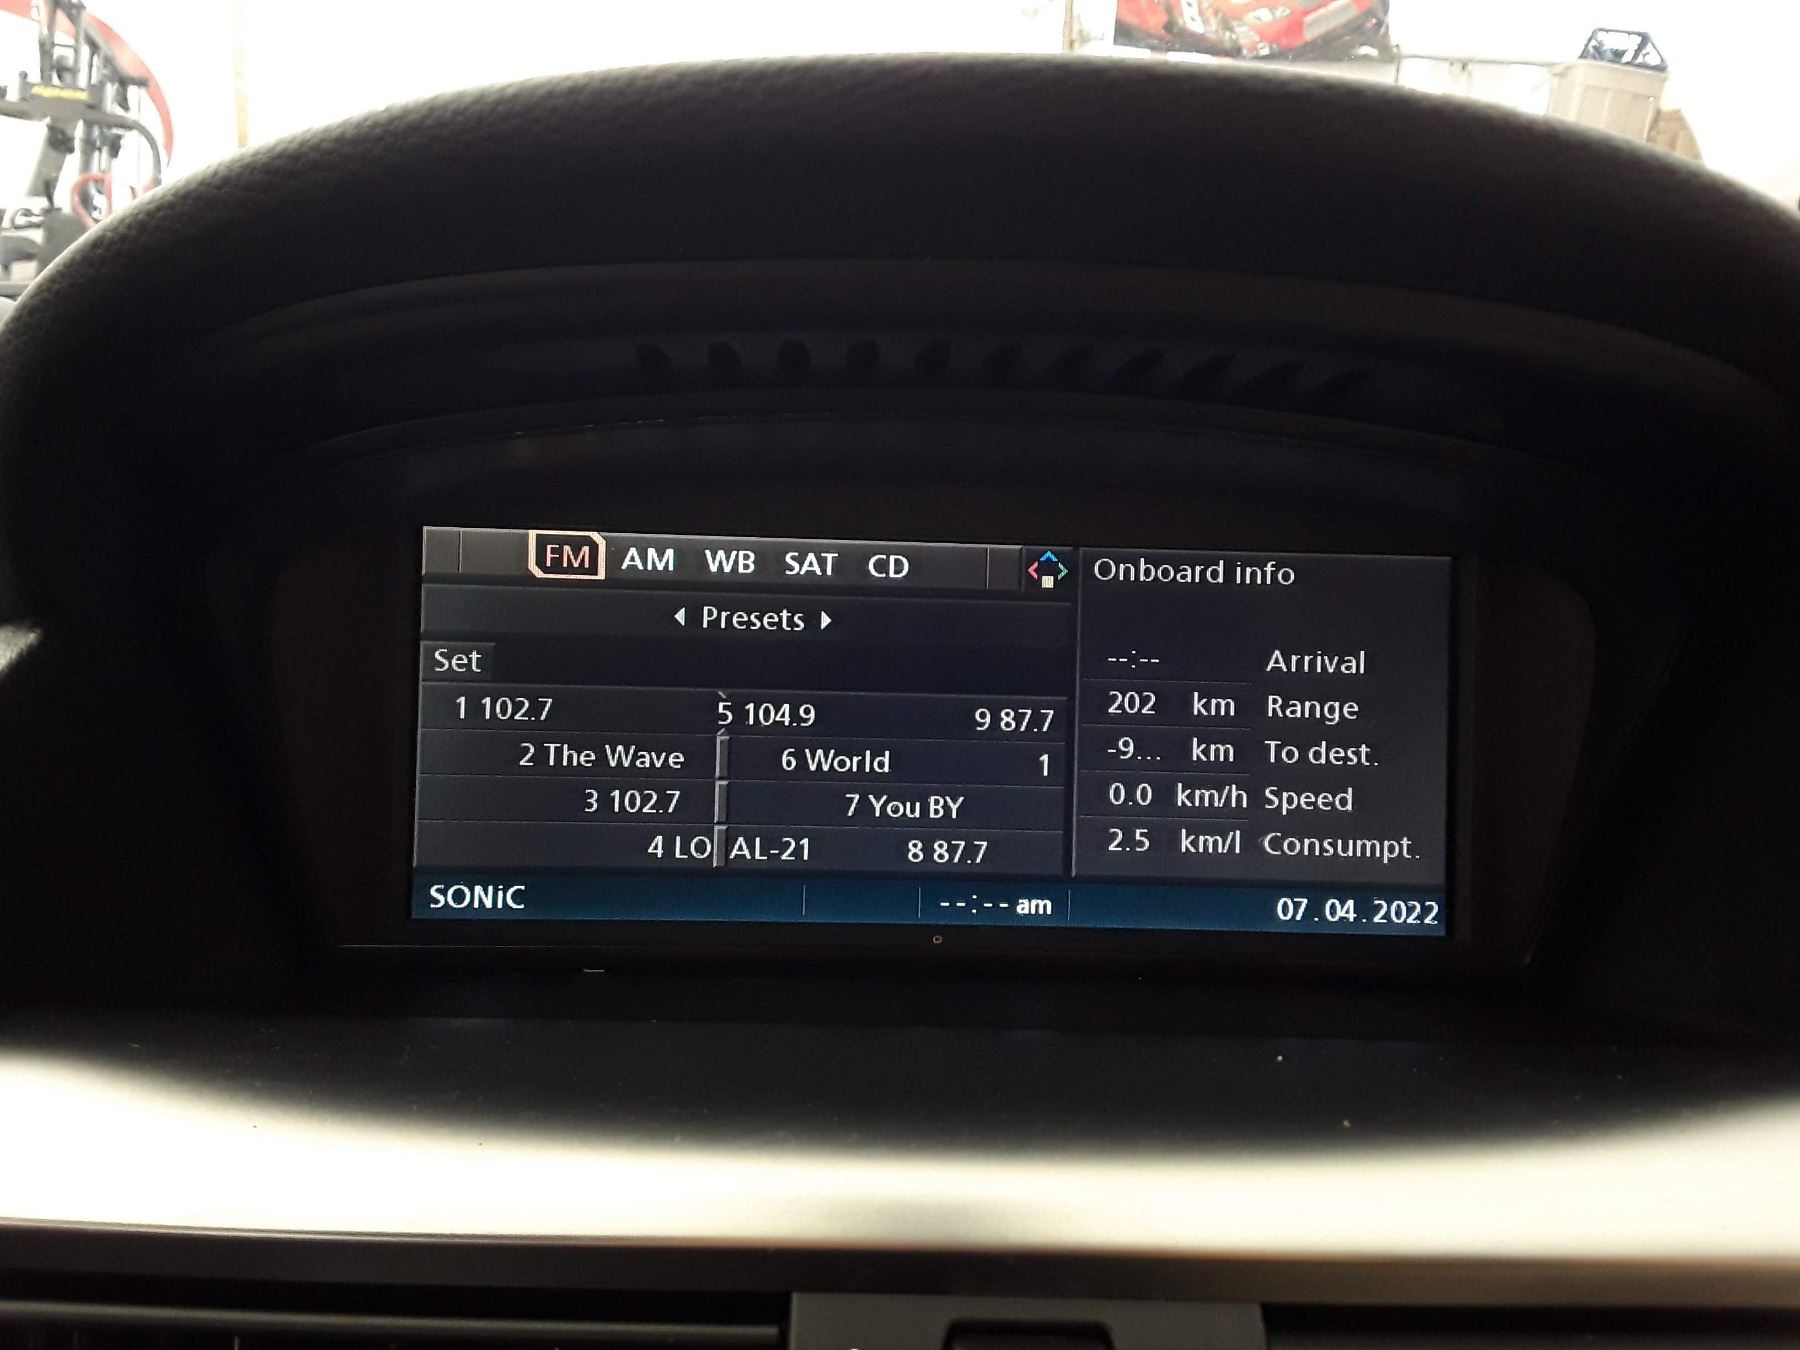 FM AM WB SAT CD
Presets
Set
1 102.7 5 104.9 9 87.7
2 The Wave 6 World 1
3 102.7 7 You BY
4 LO AL-21 8 87.7
SONiC --:-- am 07.04.2022
Onboard info
--:-- Arrival
202 km Range
-9... km To dest.
0.0 km/h Speed
2.5 km/l Consumpt.